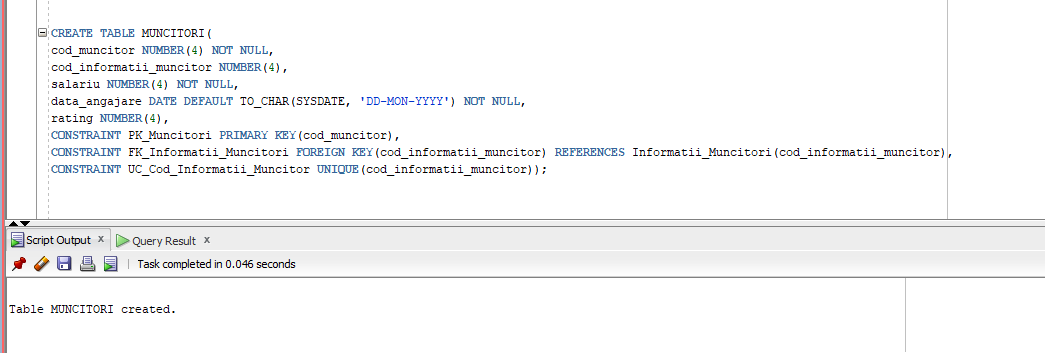 CREATE TABLE MUNCITORI(
cod_muncitor NUMBER(4) NOT NULL,
cod_informatii_muncitor NUMBER(4),
salariu NUMBER(4) NOT NULL,
data_angajare DATE DEFAULT TO_CHAR(SYSDATE, 'DD-MON-YYYY') NOT NULL,
rating NUMBER(4),
CONSTRAINT PK_Muncitori PRIMARY KEY(cod_muncitor),
CONSTRAINT FK_Informatii_Muncitori FOREIGN KEY(cod_informatii_muncitor) REFERENCES Informatii_Muncitori(cod_informatii_muncitor),
CONSTRAINT UC_Cod_Informatii_Muncitor UNIQUE(cod_informatii_muncitor));
Script Output x Query Result x
Task completed in 0.046 seconds
Table MUNCITORI created.